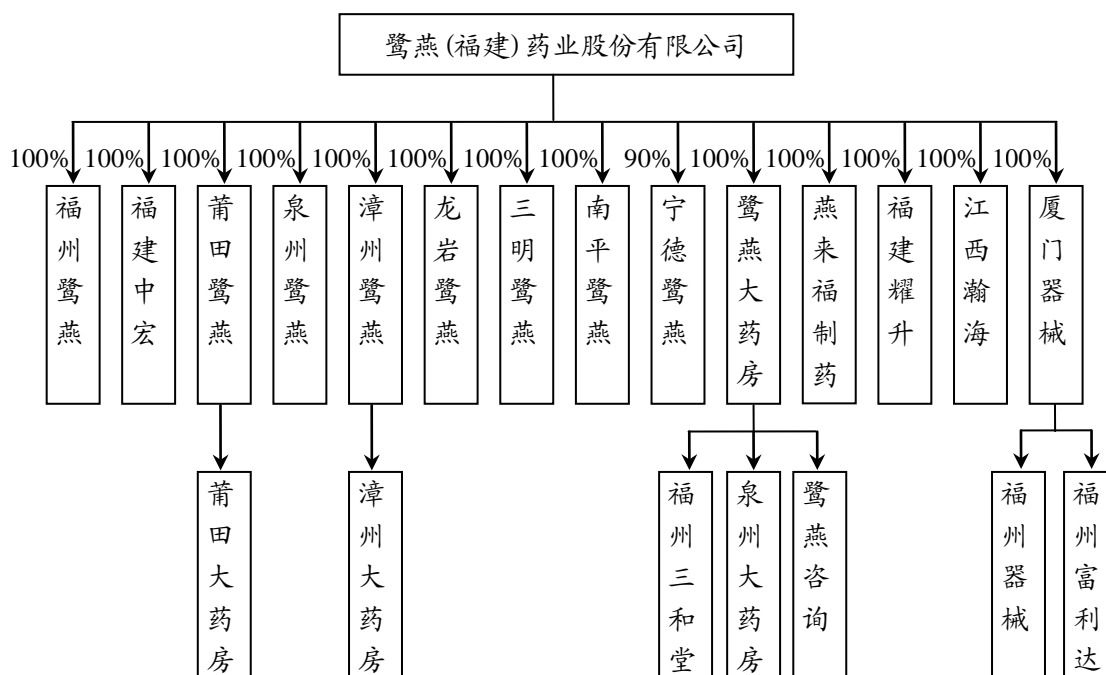 鹭燕(福建)药业股份有限公司
100% 100% 100% 100% 100% 100% 100% 100% 90% 100% 100% 100% 100% 100%
福州鹭燕
福建中宏
莆田鹭燕
泉州鹭燕
漳州鹭燕
龙岩鹭燕
三明鹭燕
南平鹭燕
宁德鹭燕
鹭燕大药房
燕来福制药
福建耀升
江西瀚海
厦门器械
莆田大药房
漳州大药房
福州三和堂
泉州大药房
鹭燕咨询
福州器械
福州富利达